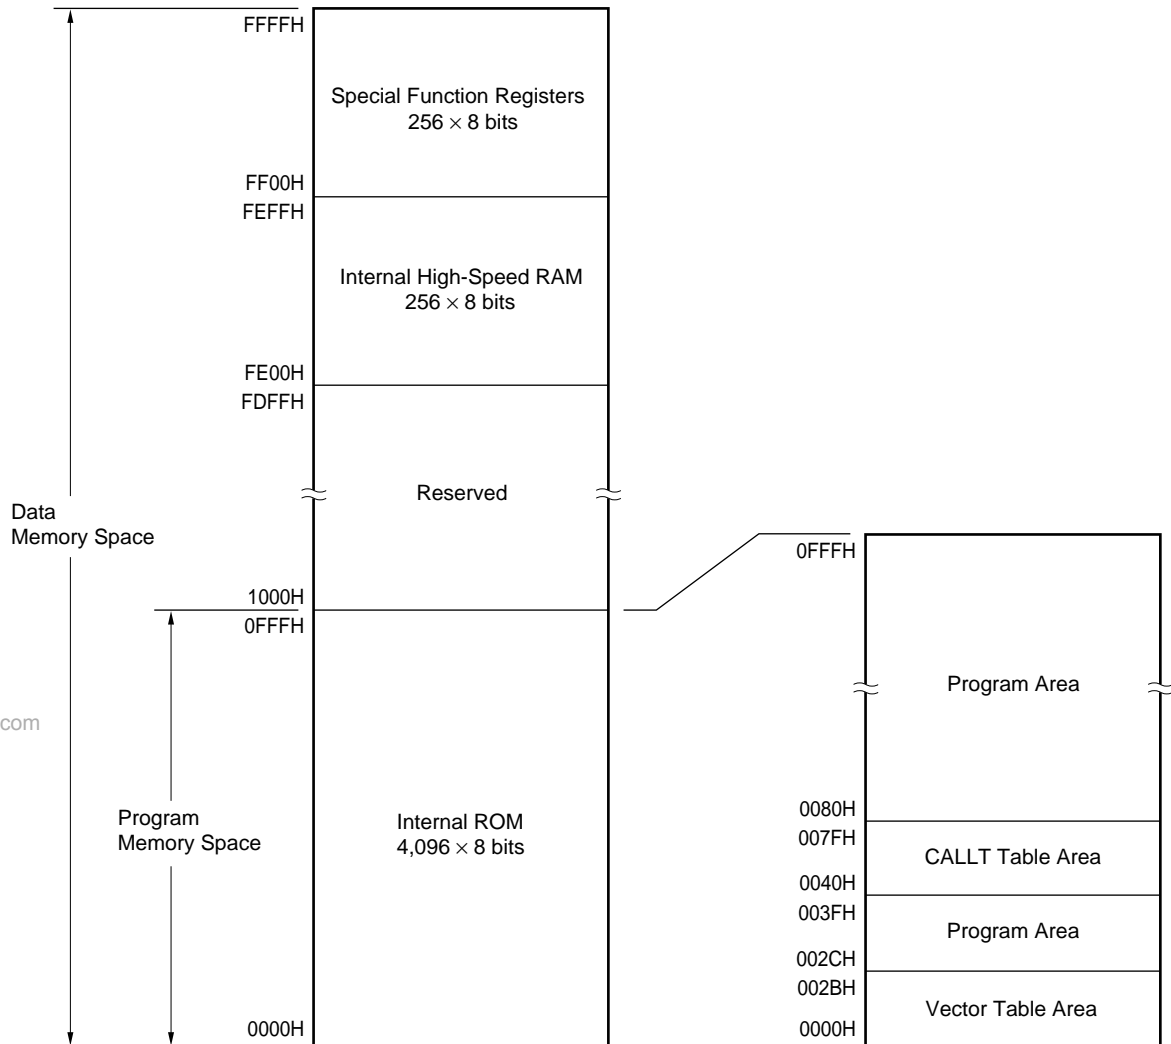 FFFFH
Special Function Registers
256 × 8 bits
FF00H
FEFFH
Internal High-Speed RAM
256 × 8 bits
FE00H
FDFFH
Reserved
Data
Memory Space
1000H
0FFFH
Program
Memory Space
Internal ROM
4,096 × 8 bits
0000H
com
0FFFH
Program Area
0080H
007FH
CALLT Table Area
0040H
003FH
Program Area
002CH
002BH
Vector Table Area
0000H